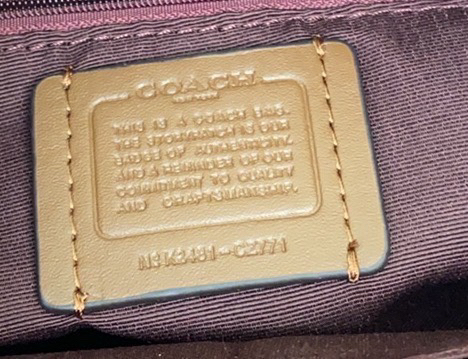 COACH
THIS IS A COACH BAG.
THE STORYPATCH IS OUR
BADGE OF AUTHENTICITY
AND A REMINDER OF OUR
COMMITMENT TO QUALITY
AND CRAFTSMANSHIP.
CZ771